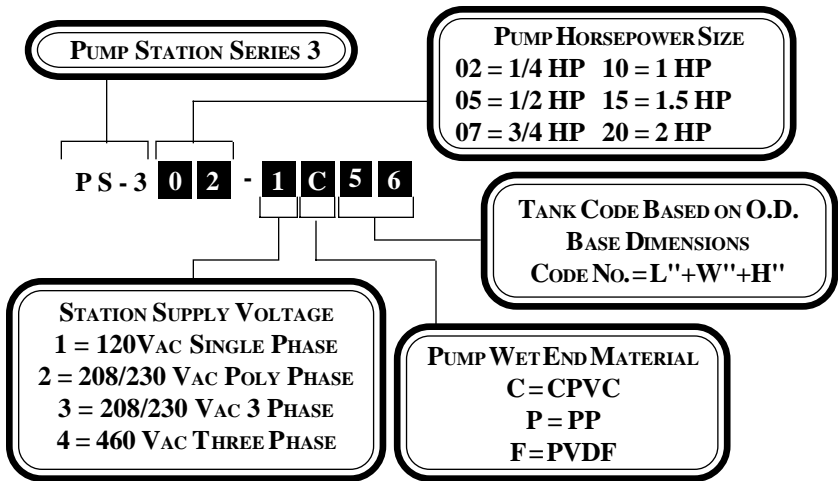 PUMP STATION SERIES 3
PUMP HORSEPOWER SIZE
02 = 1/4 HP 10 = 1 HP
05 = 1/2 HP 15 = 1.5 HP
07 = 3/4 HP 20 = 2 HP
PS-3 02 - 1C56
TANK CODE BASED ON O.D.
BASE DIMENSIONS
CODE NO.=L"+W"+H"
STATION SUPPLY VOLTAGE
1 = 120VAC SINGLE PHASE
2 = 208/230 VAC POLY PHASE
3 = 208/230 VAC 3 PHASE
4 = 460 VAC THREE PHASE
PUMP WET END MATERIAL
C=CPVC
P=PP
F=PVDF